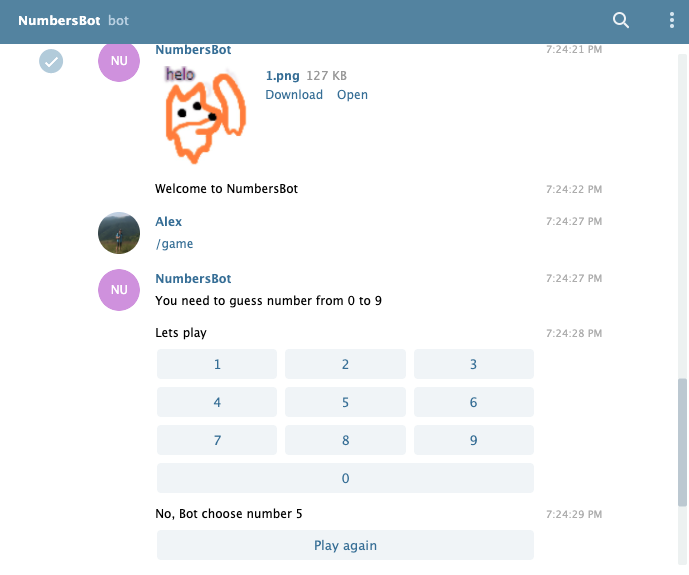 NumbersBot bot
NU
NumbersBot 7:24:21 PM
helo
1.png 127 KB
Download Open
Welcome to NumbersBot 7:24:22 PM
Alex 7:24:27 PM
/game
NumbersBot 7:24:27 PM
NU
You need to guess number from 0 to 9
Lets play 7:24:28 PM
1 2 3
4 5 6
7 8 9
0
No, Bot choose number 5 7:24:29 PM
Play again